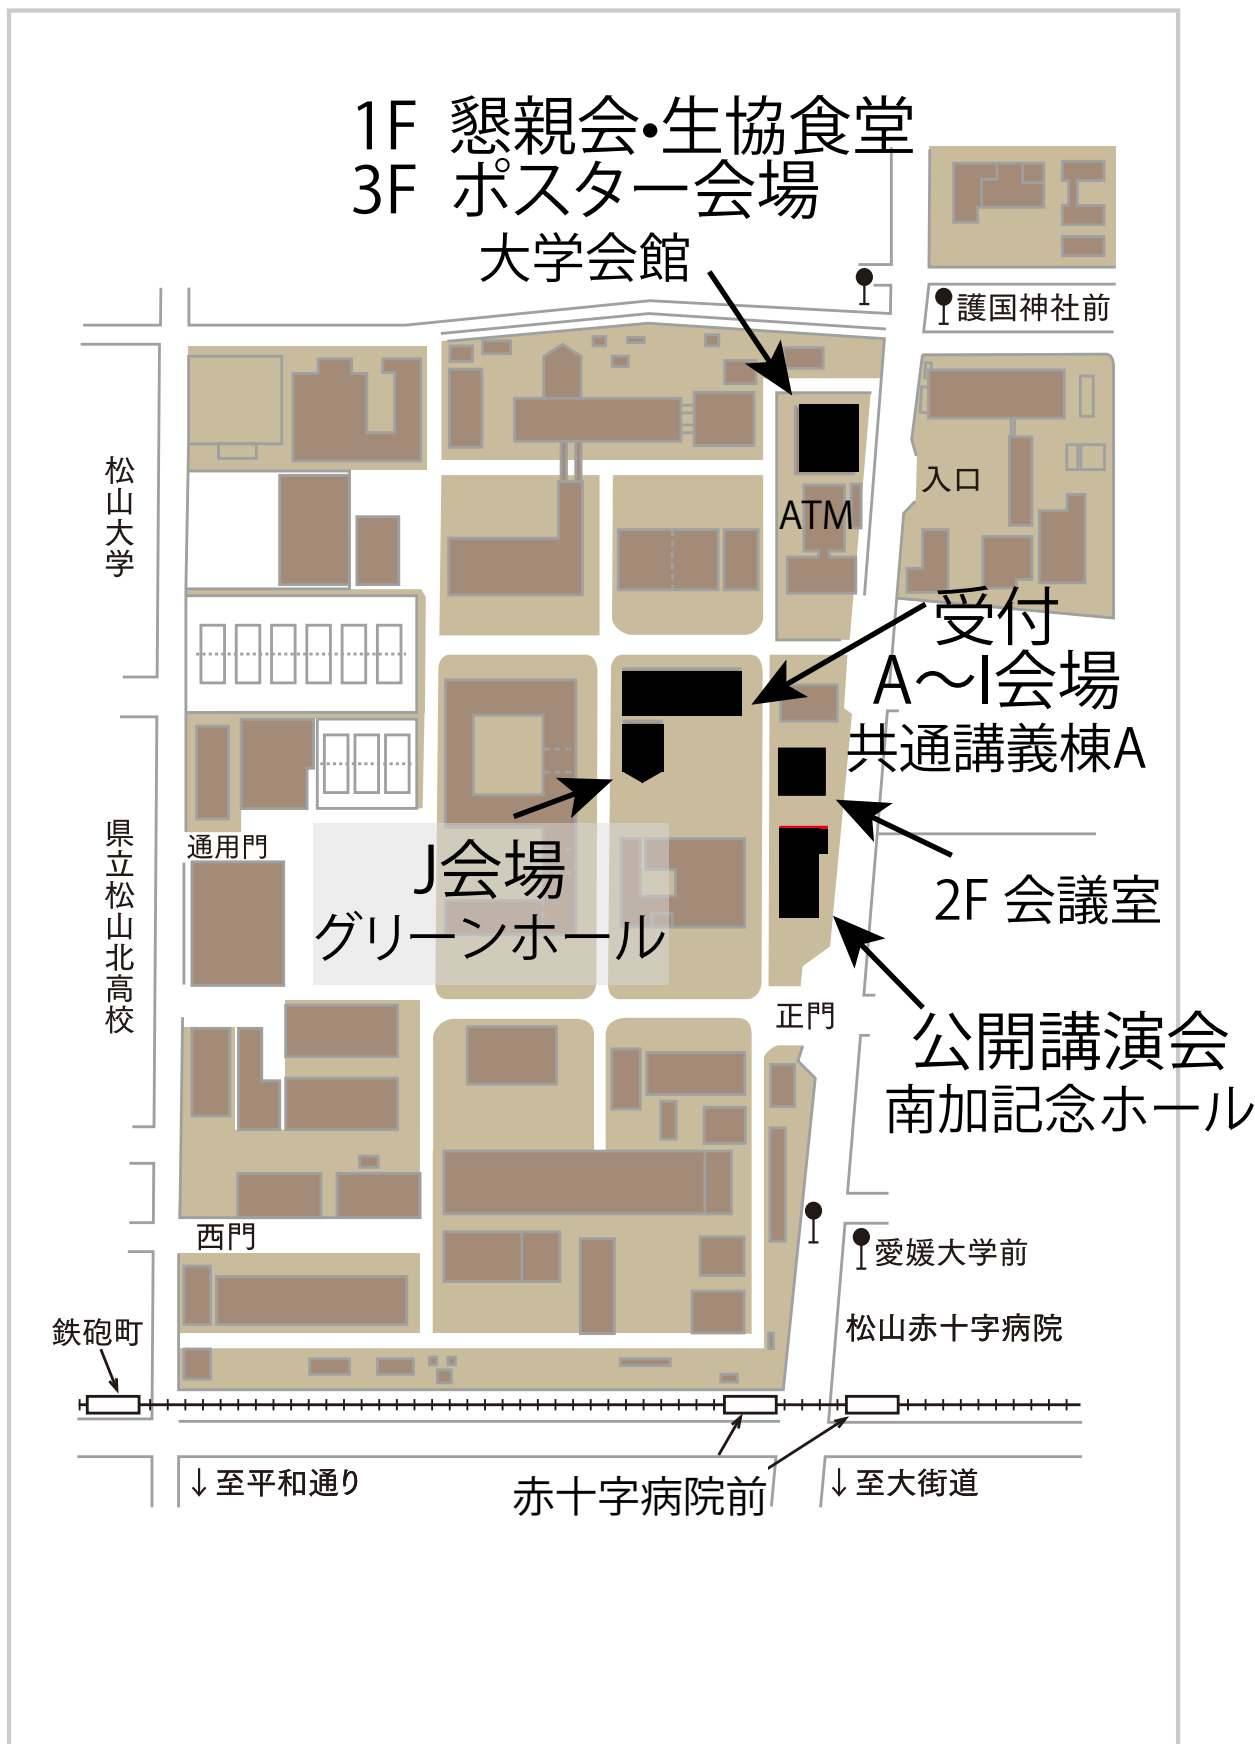 1F 懇親会・生協食堂
3F ポスター会場
大学会館
護国神社前
松山大学
入口
ATM
受付
A～I会場
共通講義棟A
通用門
県立松山北高校
J会場
グリーンホール
2F 会議室
正門
公開講演会
南加記念ホール
西門
愛媛大学前
松山赤十字病院
鉄砲町
赤十字病院前
↓至平和通り
↓至大街道